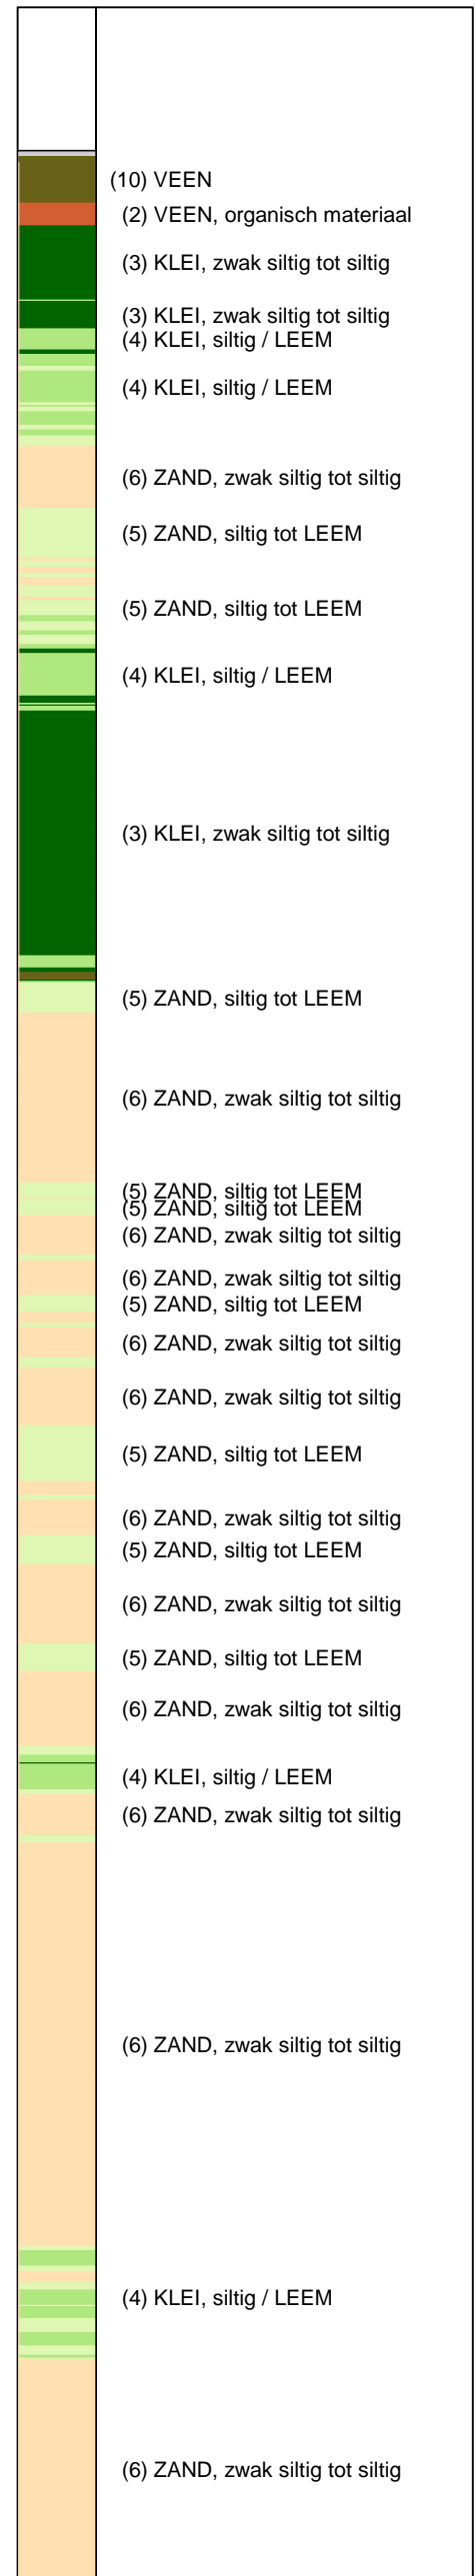 (10) VEEN
(2) VEEN, organisch materiaal
(3) KLEI, zwak siltig tot siltig
(3) KLEI, zwak siltig tot siltig
(4) KLEI, siltig / LEEM
(4) KLEI, siltig / LEEM
(6) ZAND, zwak siltig tot siltig
(5) ZAND, siltig tot LEEM
(5) ZAND, siltig tot LEEM
(4) KLEI, siltig / LEEM
(3) KLEI, zwak siltig tot siltig
(5) ZAND, siltig tot LEEM
(6) ZAND, zwak siltig tot siltig
(5) ZAND, siltig tot LEEM
(5) ZAND, siltig tot LEEM
(6) ZAND, zwak siltig tot siltig
(6) ZAND, zwak siltig tot siltig
(5) ZAND, siltig tot LEEM
(6) ZAND, zwak siltig tot siltig
(6) ZAND, zwak siltig tot siltig
(5) ZAND, siltig tot LEEM
(6) ZAND, zwak siltig tot siltig
(5) ZAND, siltig tot LEEM
(6) ZAND, zwak siltig tot siltig
(5) ZAND, siltig tot LEEM
(6) ZAND, zwak siltig tot siltig
(4) KLEI, siltig / LEEM
(6) ZAND, zwak siltig tot siltig
(6) ZAND, zwak siltig tot siltig
(4) KLEI, siltig / LEEM
(6) ZAND, zwak siltig tot siltig